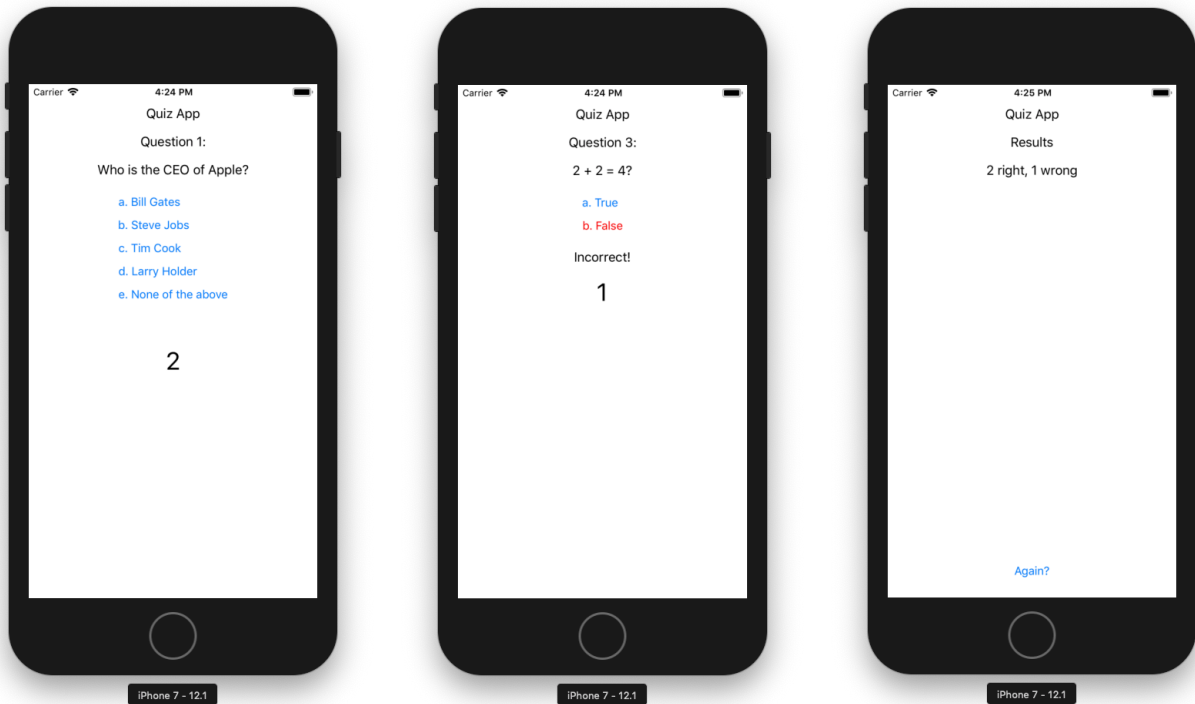 Carrier 4:24 PM
Quiz App
Question 1:
Who is the CEO of Apple?
a. Bill Gates
b. Steve Jobs
c. Tim Cook
d. Larry Holder
e. None of the above
2
iPhone 7 - 12.1
Carrier 4:24 PM
Quiz App
Question 3:
2 + 2 = 4?
a. True
b. False
Incorrect!
1
iPhone 7 - 12.1
Carrier 4:25 PM
Quiz App
Results
2 right, 1 wrong
Again?
iPhone 7 - 12.1